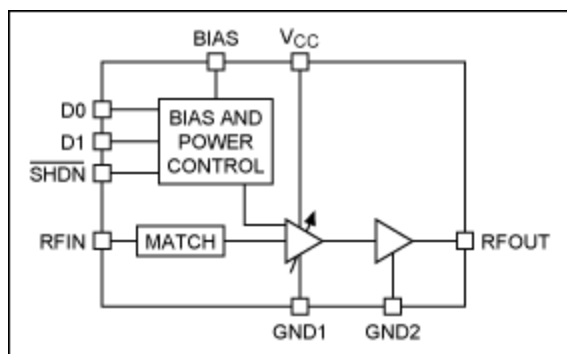 BIAS
VCC
D0
D1
SHDN
BIAS AND
POWER
CONTROL
RFIN
MATCH
RFOUT
GND1
GND2